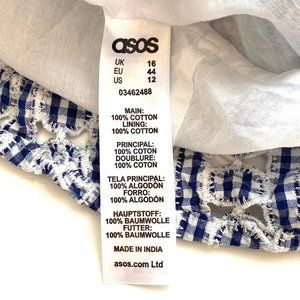 asos
UK 16
EU 44
US 12
03462488
MAIN:
100% COTTON
LINING:
100% COTTON
PRINCIPAL:
100% COTTON
DOUBLURE:
100% COTON
TELA PRINCIPAL:
100% ALGODÓN
FORRO:
100% ALGODÓN
HAUPTSTOFF:
100% BAUMWOLLE
FUTTER:
100% BAUMWOLLE
MADE IN INDIA
asos.com Ltd